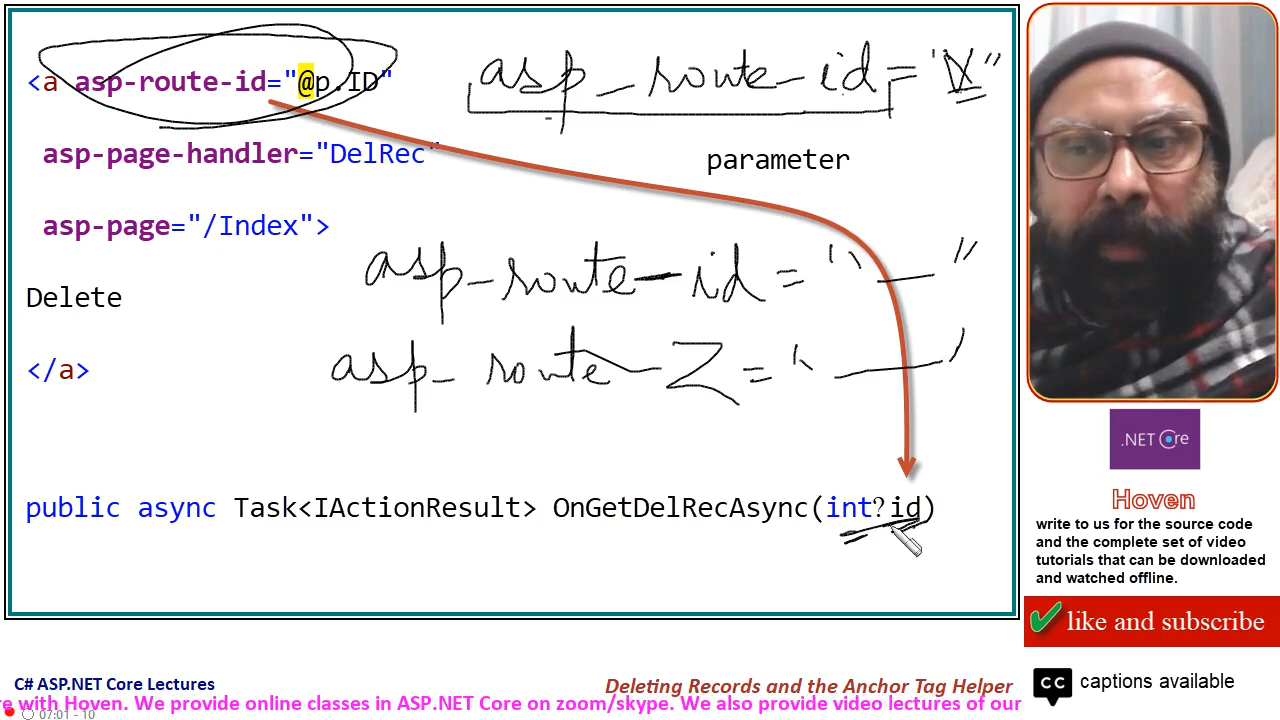 <a asp-route-id="@p.ID"
asp-route-id="X"
asp-page-handler="DelRec"
parameter
asp-page="/Index">
asp-route-id="—"
Delete
asp-route-Z="—"
</a>
public async Task<IActionResult> OnGetDelRecAsync(int?id)
.NET Core
Hoven
write to us for the source code
and the complete set of video
tutorials that can be downloaded
and watched offline.
like and subscribe
C# ASP.NET Core Lectures
Deleting Records and the Anchor Tag Helper
CC captions available
e with Hoven. We provide online classes in ASP.NET Core on zoom/skype. We also provide video lectures of our
07:01 - 10